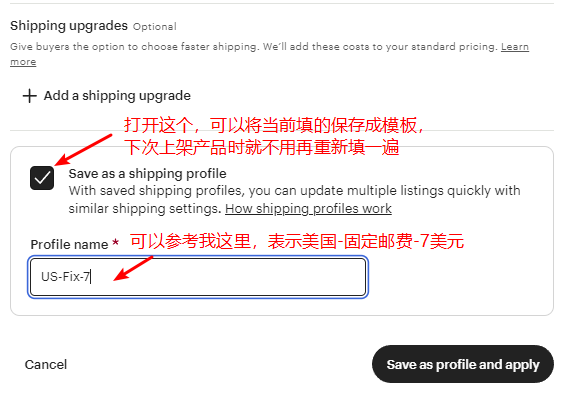 Shipping upgrades Optional
Give buyers the option to choose faster shipping. We'll add these costs to your standard pricing. Learn
more
+ Add a shipping upgrade
打开这个，可以将当前填的保存成模板，
下次上架产品时就不用再重新填一遍
Save as a shipping profile
With saved shipping profiles, you can update multiple listings quickly with
similar shipping settings. How shipping profiles work
Profile name * 可以参考我这里，表示美国-固定邮费-7美元
US-Fix-7
Cancel
Save as profile and apply